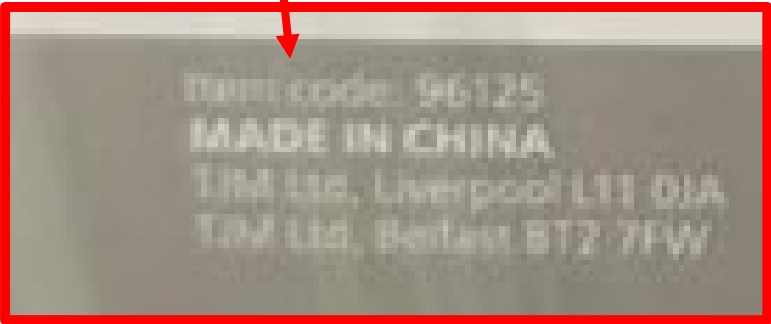 Item code: 96125
MADE IN CHINA
TJM Ltd, Liverpool L11 0JA
TJM Ltd, Belfast BT2 7FW